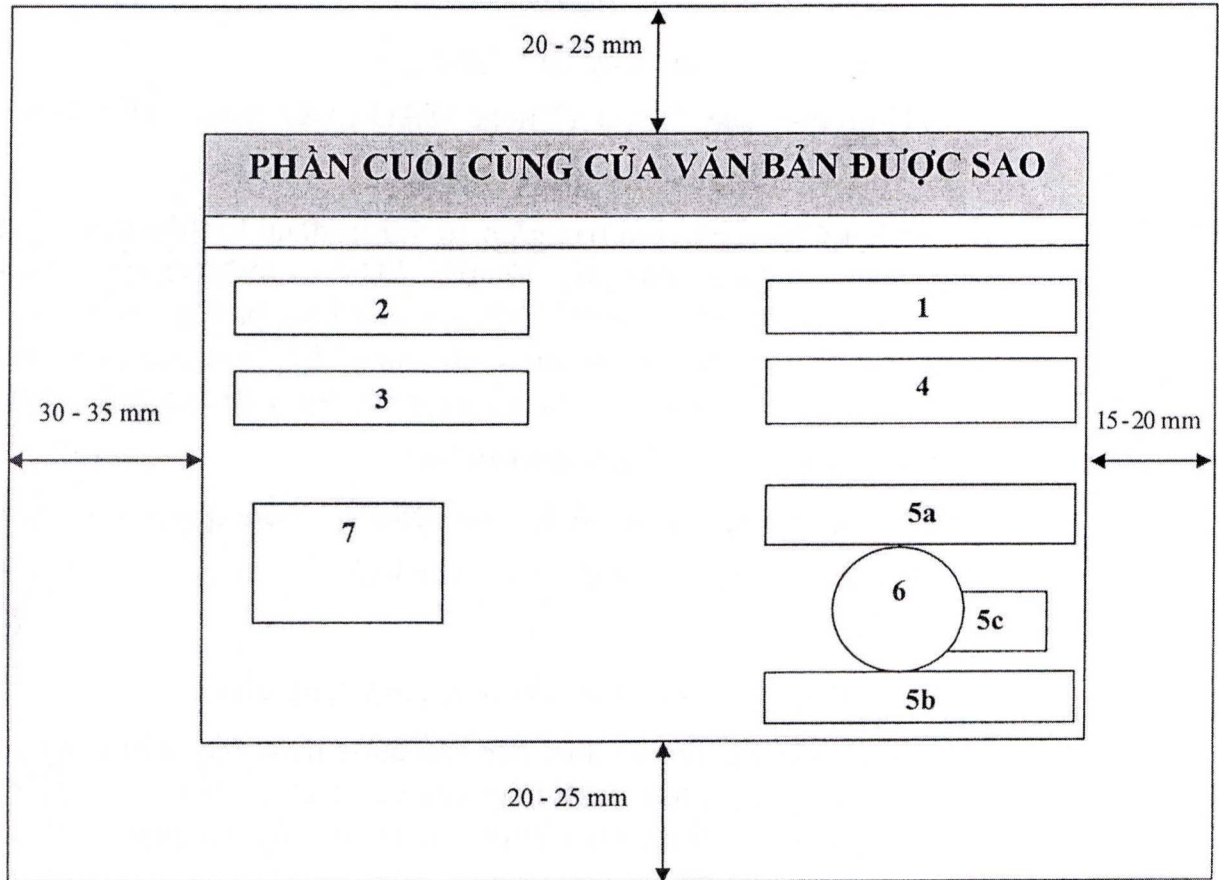 20 - 25 mm
PHẦN CUỐI CÙNG CỦA VĂN BẢN ĐƯỢC SAO
2
1
3
4
30 - 35 mm
15 - 20 mm
5a
7
6
5c
5b
20 - 25 mm